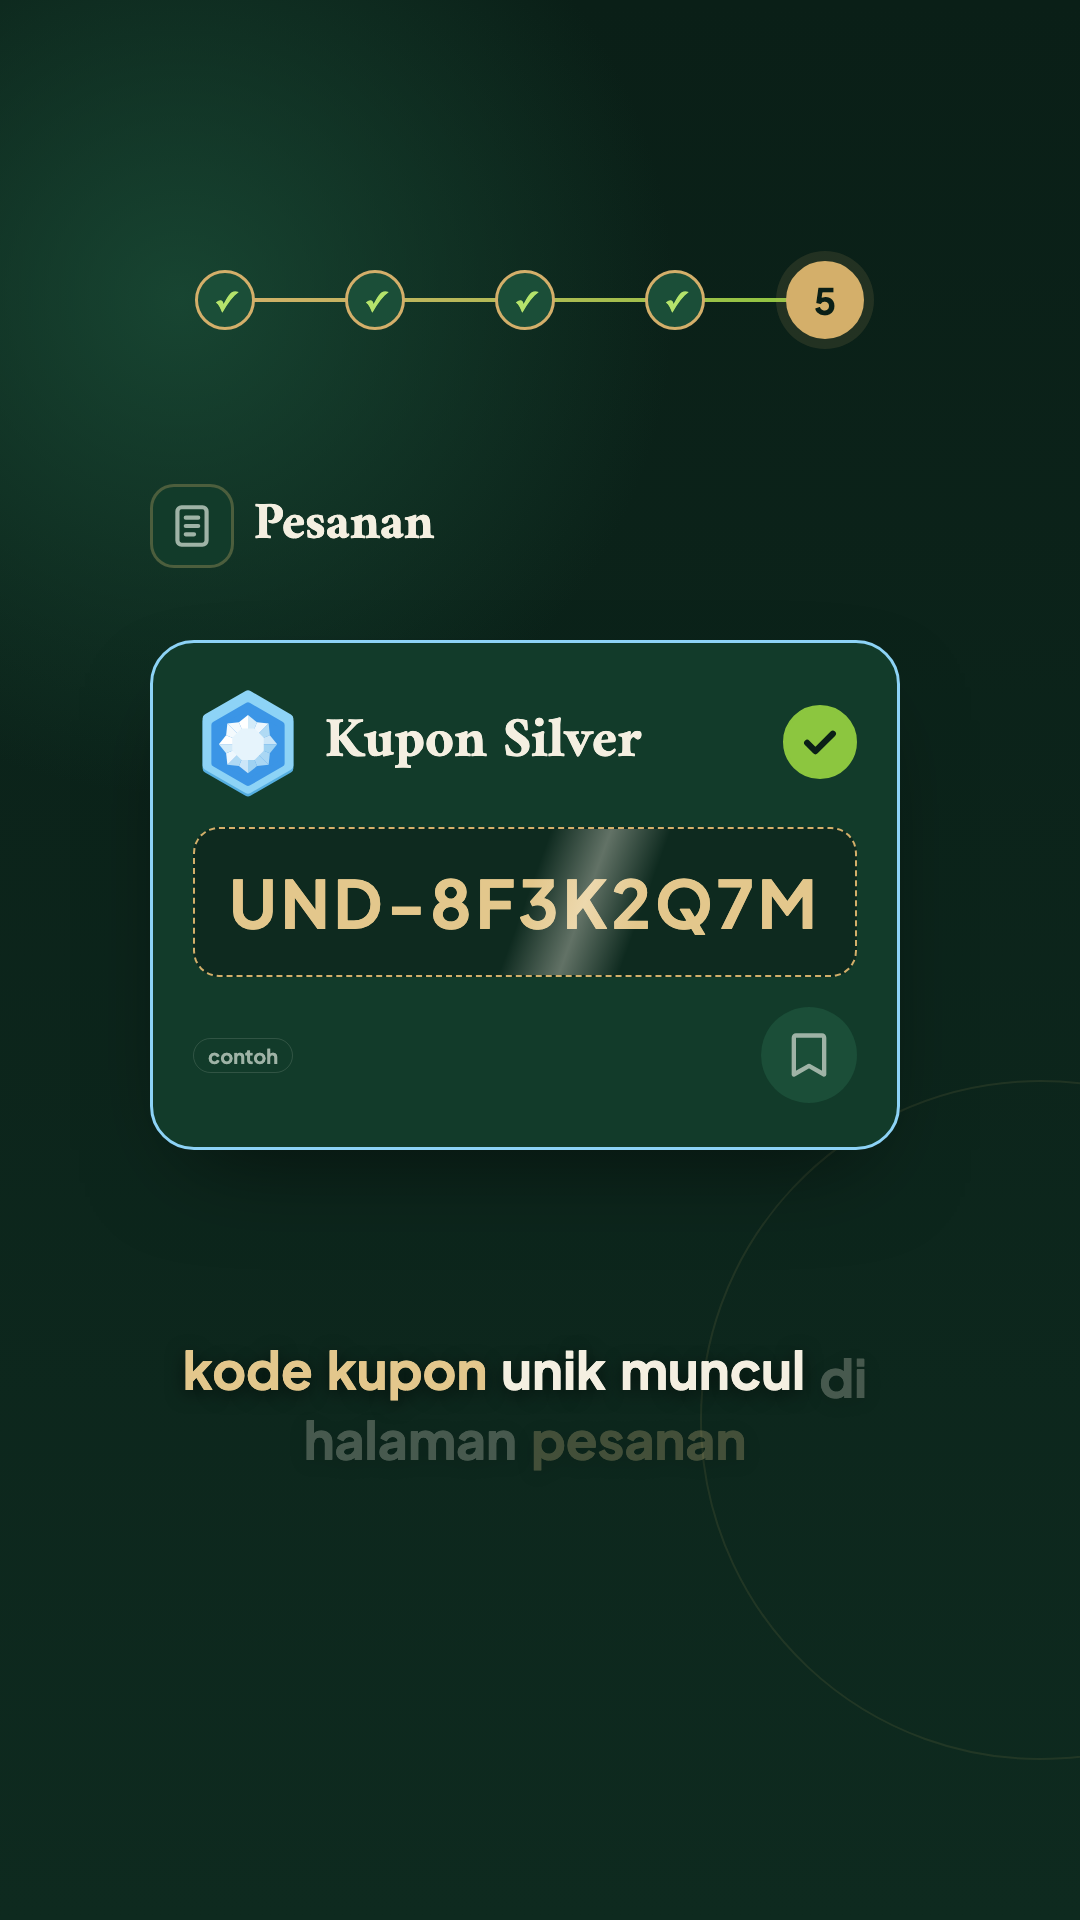 5
Pesanan
Kupon Silver
UND-8F3K2Q7M
contoh
kode kupon unik muncul di
halaman pesanan